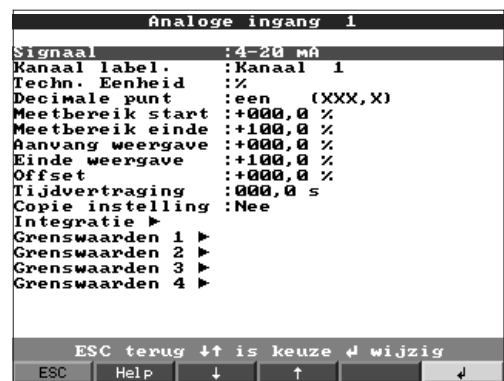 Analoge ingang 1
Signaal :4-20 mA
Kanaal label. :Kanaal 1
Techn. Eenheid :%
Decimale punt :een (XXX,X)
Meetbereik start :+000,0 %
Meetbereik einde :+100,0 %
Aanvang weergave :+000,0 %
Einde weergave :+100,0 %
Offset :+000,0 %
Tijdvertraging :000,0 s
Copie instelling :Nee
Integratie ►
Grenswaarden 1 ►
Grenswaarden 2 ►
Grenswaarden 3 ►
Grenswaarden 4 ►
ESC terug ↓↑ is keuze ↲ wijzig
ESC Help ↓ ↑ ↲